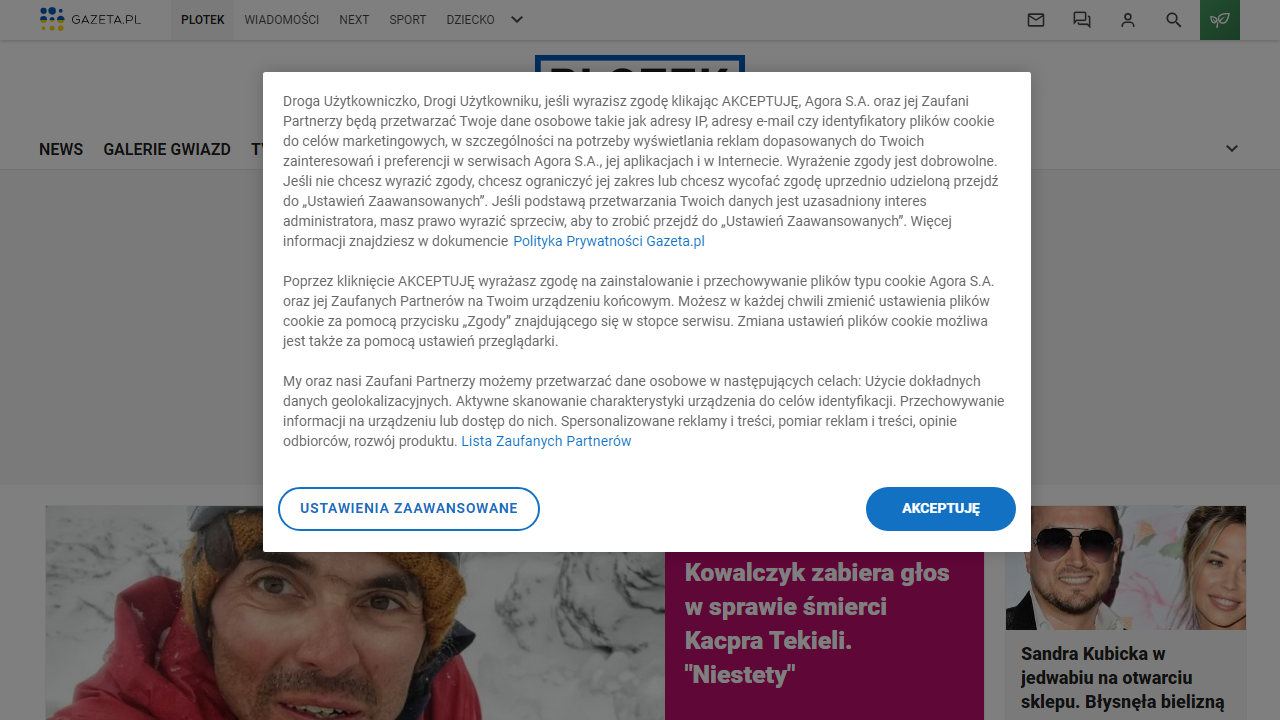 GAZETA.PL PLOTEK WIADOMOŚCI NEXT SPORT DZIECKO
PLOTEK
NEWS GALERIE GWIAZD
Droga Użytkowniczko, Drogi Użytkowniku, jeśli wyrazisz zgodę klikając AKCEPTUJĘ, Agora S.A. oraz jej Zaufani
Partnerzy będą przetwarzać Twoje dane osobowe takie jak adresy IP, adresy e-mail czy identyfikatory plików cookie
do celów marketingowych, w szczególności na potrzeby wyświetlania reklam dopasowanych do Twoich
zainteresowań i preferencji w serwisach Agora S.A., jej aplikacjach i w Internecie. Wyrażenie zgody jest dobrowolne.
Jeśli nie chcesz wyrazić zgody, chcesz ograniczyć jej zakres lub chcesz wycofać zgodę uprzednio udzieloną przejdź
do „Ustawień Zaawansowanych”. Jeśli podstawą przetwarzania Twoich danych jest uzasadniony interes
administratora, masz prawo wyrazić sprzeciw, aby to zrobić przejdź do „Ustawień Zaawansowanych”. Więcej
informacji znajdziesz w dokumencie Polityka Prywatności Gazeta.pl
Poprzez kliknięcie AKCEPTUJĘ wyrażasz zgodę na zainstalowanie i przechowywanie plików typu cookie Agora S.A.
oraz jej Zaufanych Partnerów na Twoim urządzeniu końcowym. Możesz w każdej chwili zmienić ustawienia plików
cookie za pomocą przycisku „Zgody” znajdującego się w stopce serwisu. Zmiana ustawień plików cookie możliwa
jest także za pomocą ustawień przeglądarki.
My oraz nasi Zaufani Partnerzy możemy przetwarzać dane osobowe w następujących celach: Użycie dokładnych
danych geolokalizacyjnych. Aktywne skanowanie charakterystyki urządzenia do celów identyfikacji. Przechowywanie
informacji na urządzeniu lub dostęp do nich. Spersonalizowane reklamy i treści, pomiar reklam i treści, opinie
odbiorców, rozwój produktu. Lista Zaufanych Partnerów
USTAWIENIA ZAAWANSOWANE AKCEPTUJĘ
Kowalczyk zabiera głos
w sprawie śmierci
Kacpra Tekieli.
"Niestety"
Sandra Kubicka w
jedwabiu na otwarciu
sklepu. Błysnęła bielizną